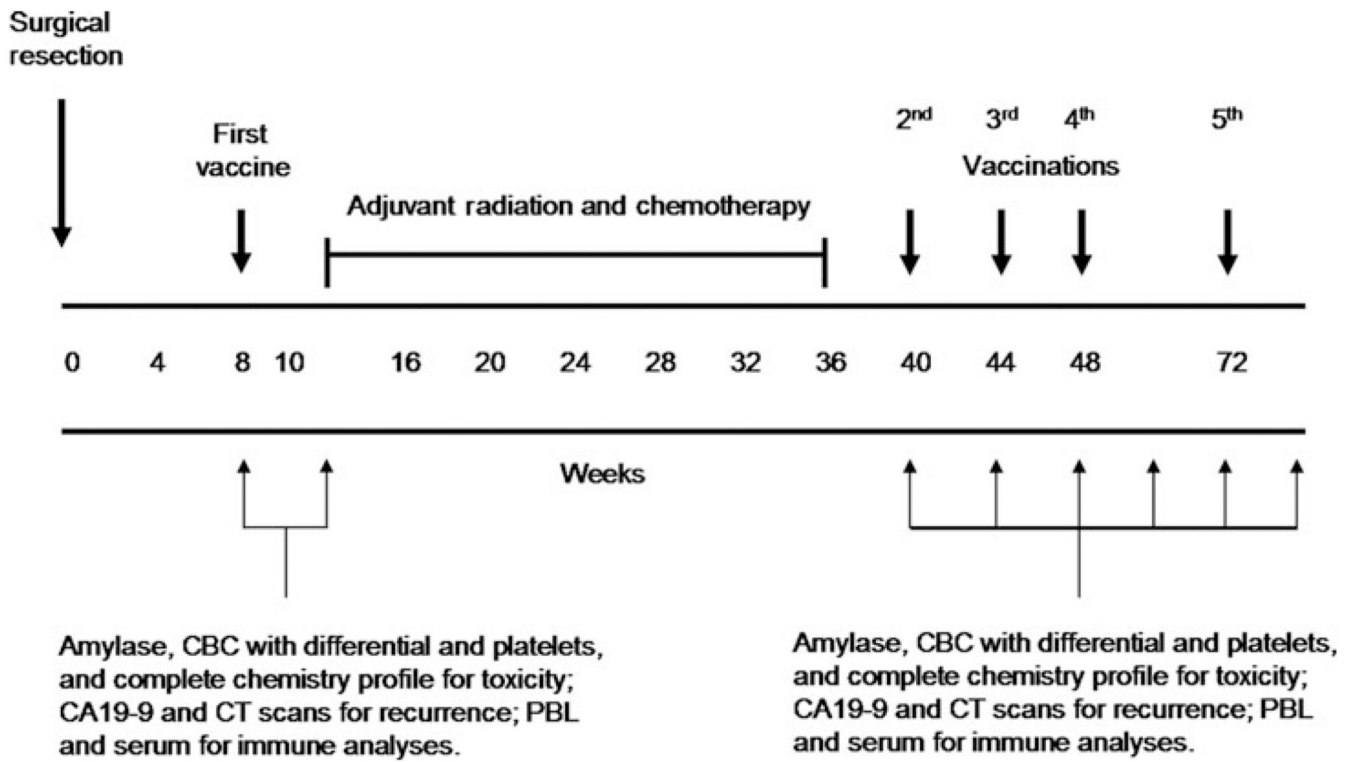 Surgical
resection
First
vaccine
Adjuvant radiation and chemotherapy
2nd 3rd 4th 5th
Vaccinations
0 4 8 10 16 20 24 28 32 36 40 44 48 72
Weeks
Amylase, CBC with differential and platelets,
and complete chemistry profile for toxicity;
CA19-9 and CT scans for recurrence; PBL
and serum for immune analyses.
Amylase, CBC with differential and platelets,
and complete chemistry profile for toxicity;
CA19-9 and CT scans for recurrence; PBL
and serum for immune analyses.